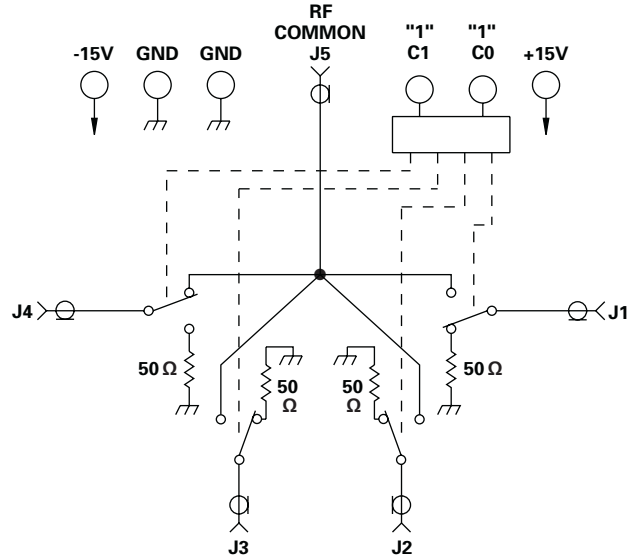 RF
COMMON
J5
-15V
GND
GND
"1"
C1
"1"
C0
+15V
J4
J1
50 Ω
50
Ω
50
Ω
50 Ω
J3
J2